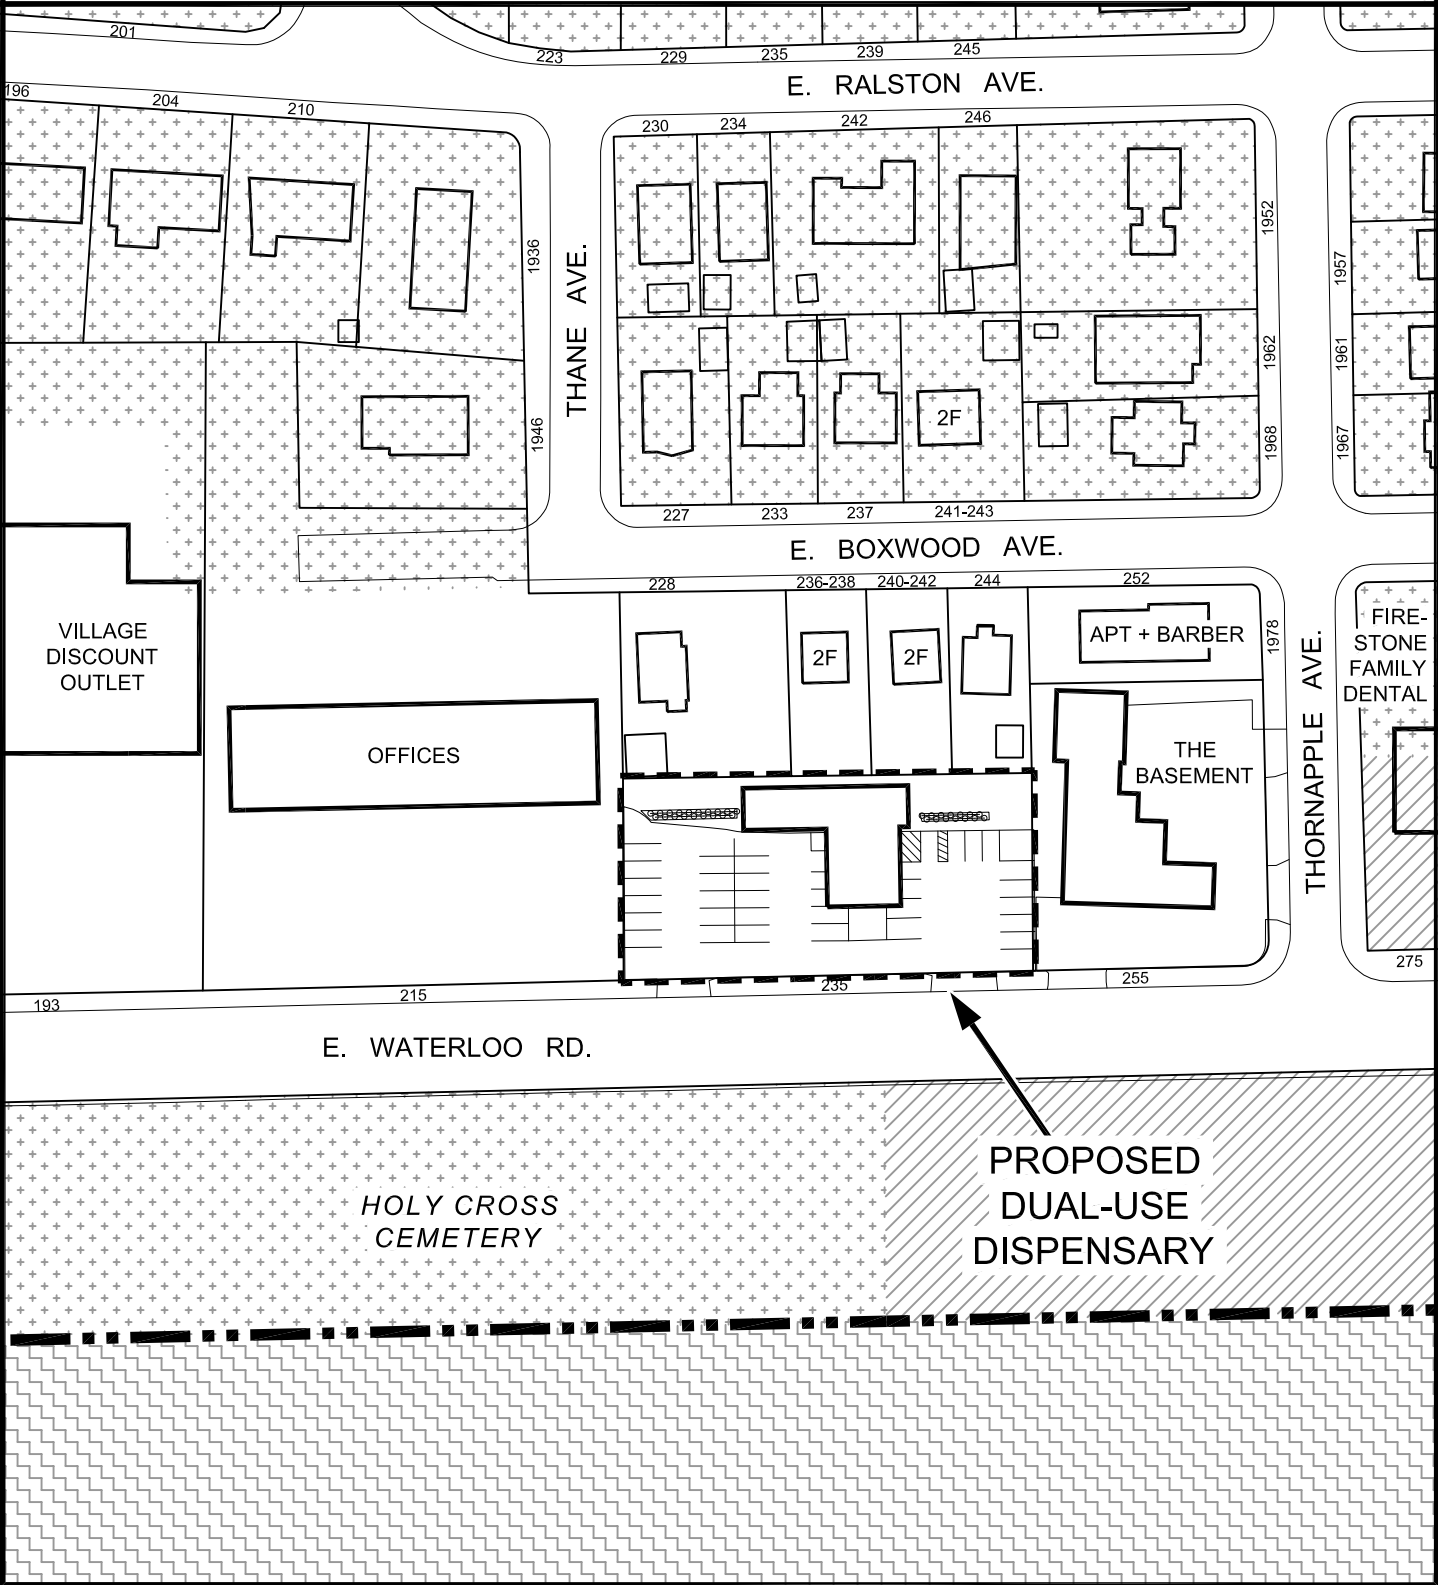 201
223
229
235
239
245
E. RALSTON AVE.
196
204
210
230
234
242
246
1936
1946
THANE AVE.
1952
1962
1968
1957
1961
1967
2F
227
233
237
241-243
E. BOXWOOD AVE.
228
236-238
240-242
244
252
VILLAGE
DISCOUNT
OUTLET
OFFICES
2F
2F
APT + BARBER
1978
THORNAPPLE AVE.
FIRE-
STONE
FAMILY
DENTAL
THE
BASEMENT
193
215
235
255
275
E. WATERLOO RD.
HOLY CROSS
CEMETERY
PROPOSED
DUAL-USE
DISPENSARY